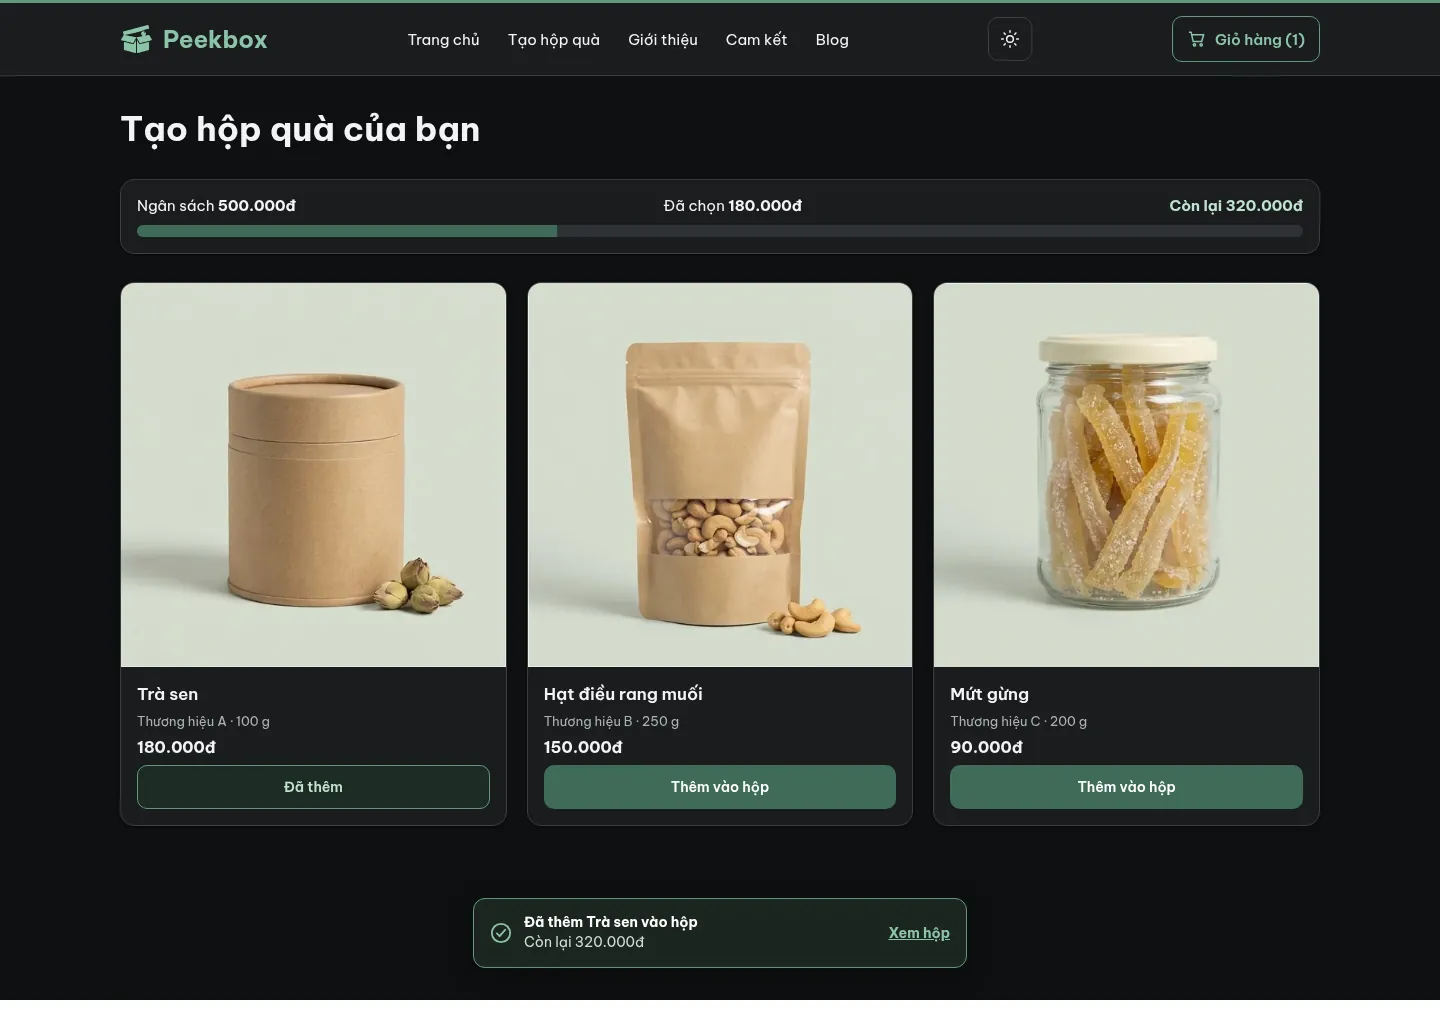 Peekbox
Trang chủ
Tạo hộp quà
Giới thiệu
Cam kết
Blog
Giỏ hàng (1)
Tạo hộp quà của bạn
Ngân sách 500.000đ
Đã chọn 180.000đ
Còn lại 320.000đ
Trà sen
Thương hiệu A · 100 g
180.000đ
Đã thêm
Hạt điều rang muối
Thương hiệu B · 250 g
150.000đ
Thêm vào hộp
Mứt gừng
Thương hiệu C · 200 g
90.000đ
Thêm vào hộp
Đã thêm Trà sen vào hộp
Còn lại 320.000đ
Xem hộp